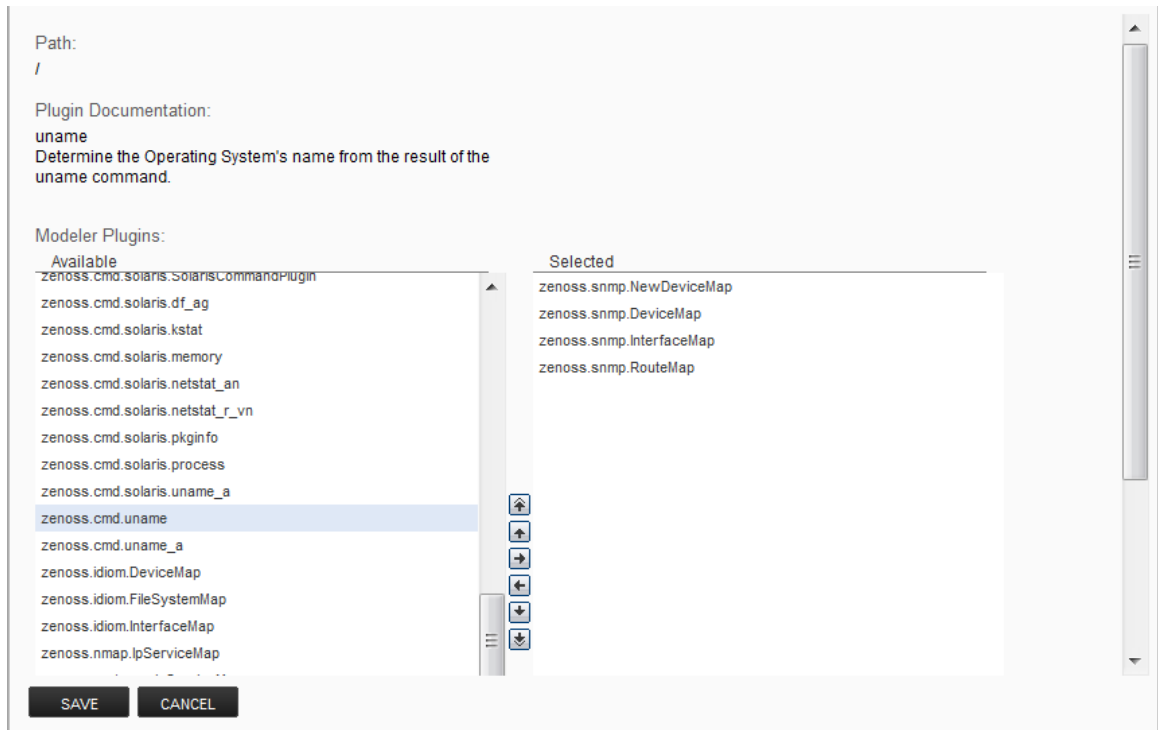 Path:
/
Plugin Documentation:
uname
Determine the Operating System's name from the result of the
uname command.
Modeler Plugins:
Available
zenoss.cmd.solaris.SolarisCommandPlugin
zenoss.cmd.solaris.df_ag
zenoss.cmd.solaris.kstat
zenoss.cmd.solaris.memory
zenoss.cmd.solaris.netstat_an
zenoss.cmd.solaris.netstat_r_vn
zenoss.cmd.solaris.pkginfo
zenoss.cmd.solaris.process
zenoss.cmd.solaris.uname_a
zenoss.cmd.uname
zenoss.cmd.uname_a
zenoss.idiom.DeviceMap
zenoss.idiom.FileSystemMap
zenoss.idiom.InterfaceMap
zenoss.nmap.IpServiceMap
Selected
zenoss.snmp.NewDeviceMap
zenoss.snmp.DeviceMap
zenoss.snmp.InterfaceMap
zenoss.snmp.RouteMap
SAVE CANCEL